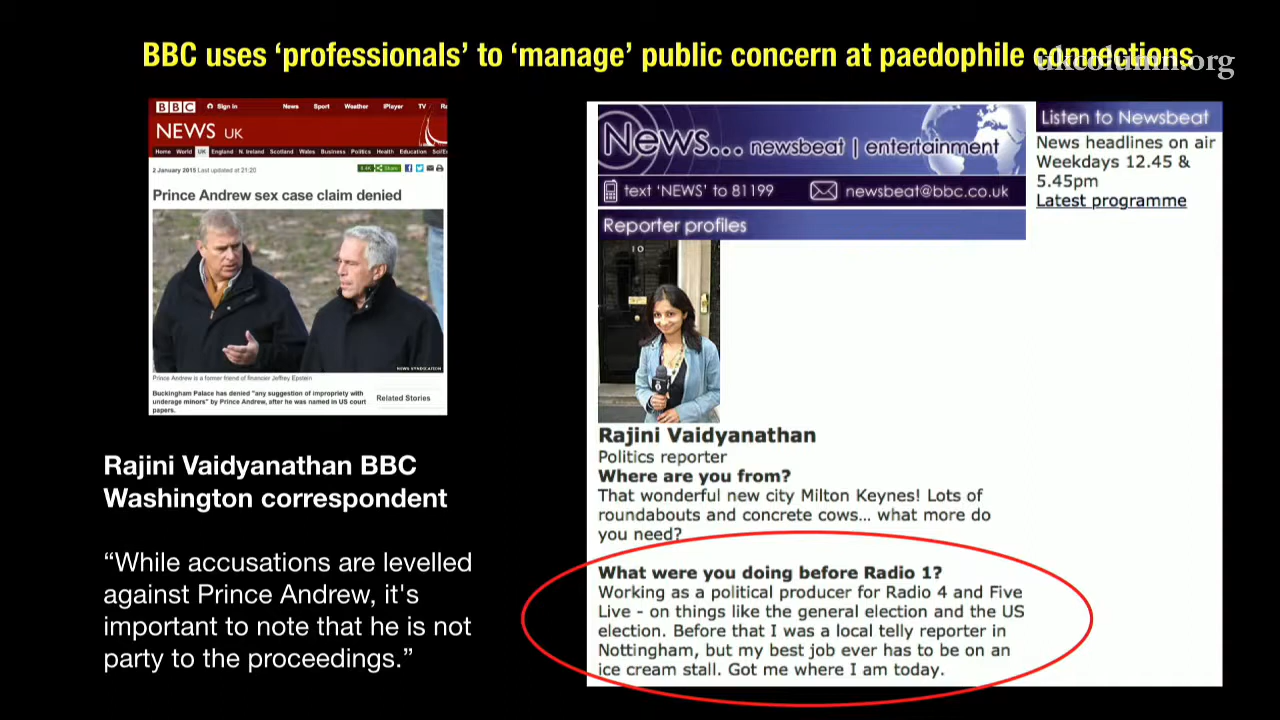 BBC uses ‘professionals’ to ‘manage’ public concern at paedophile connections
ukcolumn.org
BBC Sign in News Sport Weather iPlayer TV Ra
NEWS UK
Home World UK England N. Ireland Scotland Wales Business Politics Health Education Sci/E
2 January 2015 Last updated at 21:20
Share
Prince Andrew sex case claim denied
NEWS SYNDICATION
Prince Andrew is a former friend of financier Jeffrey Epstein
Buckingham Palace has denied "any suggestion of impropriety with
underage minors" by Prince Andrew, after he was named in US court
papers.
Related Stories
Rajini Vaidyanathan BBC
Washington correspondent
“While accusations are levelled
against Prince Andrew, it's
important to note that he is not
party to the proceedings.”
News... newsbeat | entertainment
text ‘NEWS’ to 81199 newsbeat@bbc.co.uk
Reporter profiles
10
Rajini Vaidyanathan
Politics reporter
Where are you from?
That wonderful new city Milton Keynes! Lots of
roundabouts and concrete cows... what more do
you need?
What were you doing before Radio 1?
Working as a political producer for Radio 4 and Five
Live - on things like the general election and the US
election. Before that I was a local telly reporter in
Nottingham, but my best job ever has to be on an
ice cream stall. Got me where I am today.
Listen to Newsbeat
News headlines on air
Weekdays 12.45 &
5.45pm
Latest programme